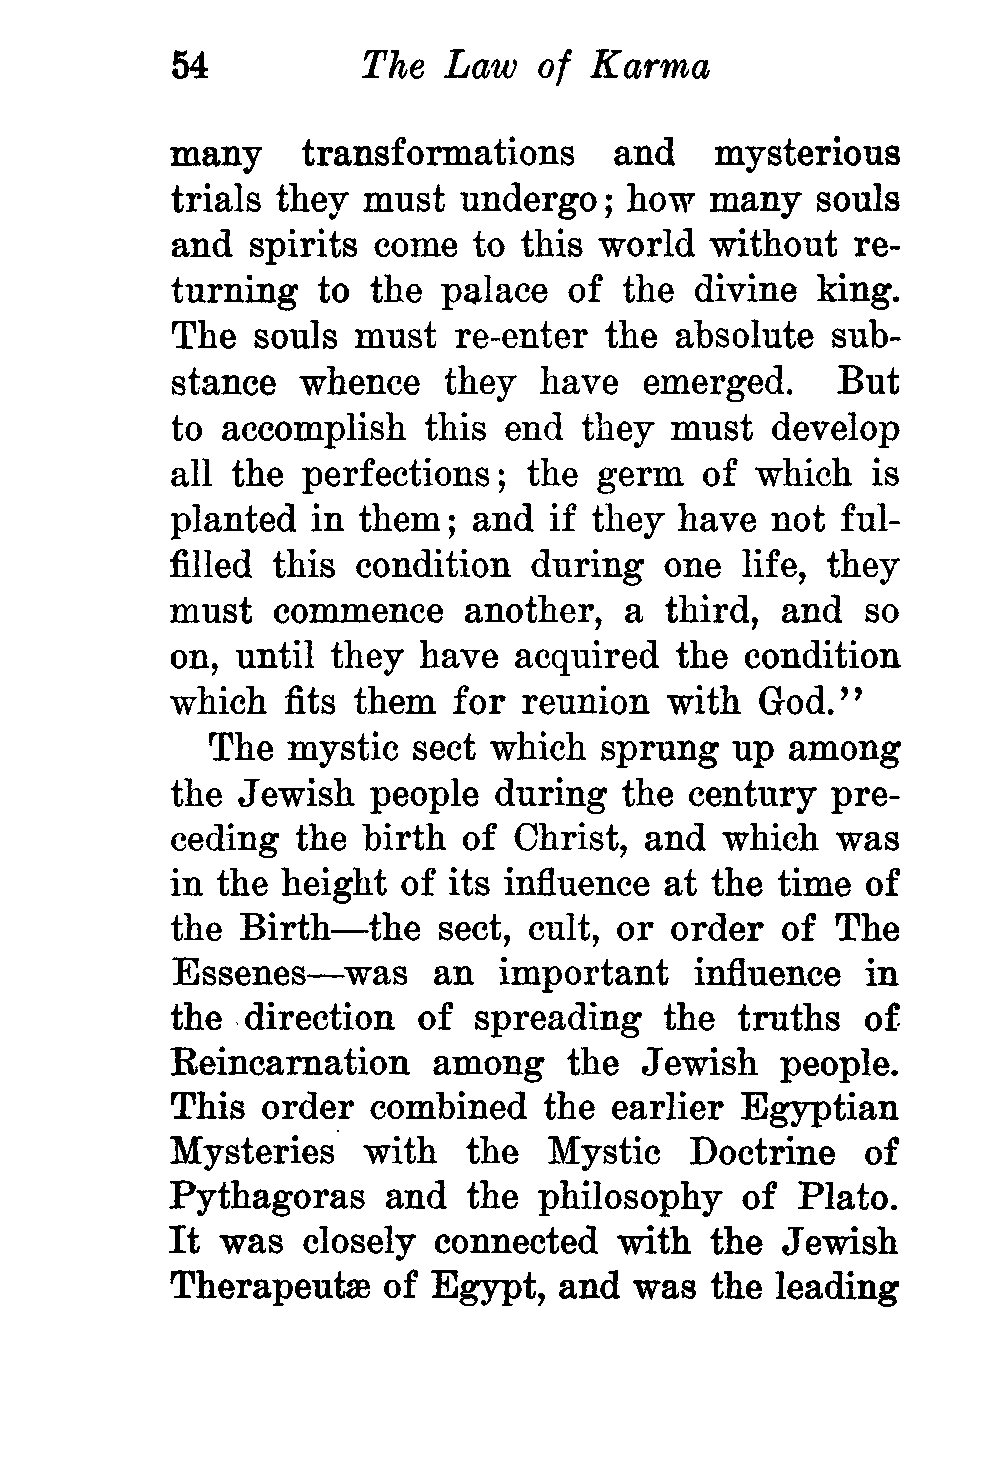 54 The Law of Karma
many transformations and mysterious
trials they must undergo; how many souls
and spirits come to this world without re-
turning to the palace of the divine king.
The souls must re-enter the absolute sub-
stance whence they have emerged. But
to accomplish this end they must develop
all the perfections; the germ of which is
planted in them; and if they have not ful-
filled this condition during one life, they
must commence another, a third, and so
on, until they have acquired the condition
which fits them for reunion with God.”
The mystic sect which sprung up among
the Jewish people during the century pre-
ceding the birth of Christ, and which was
in the height of its influence at the time of
the Birth—the sect, cult, or order of The
Essenes—was an important influence in
the direction of spreading the truths of
Reincarnation among the Jewish people.
This order combined the earlier Egyptian
Mysteries with the Mystic Doctrine of
Pythagoras and the philosophy of Plato.
It was closely connected with the Jewish
Therapeutæ of Egypt, and was the leading